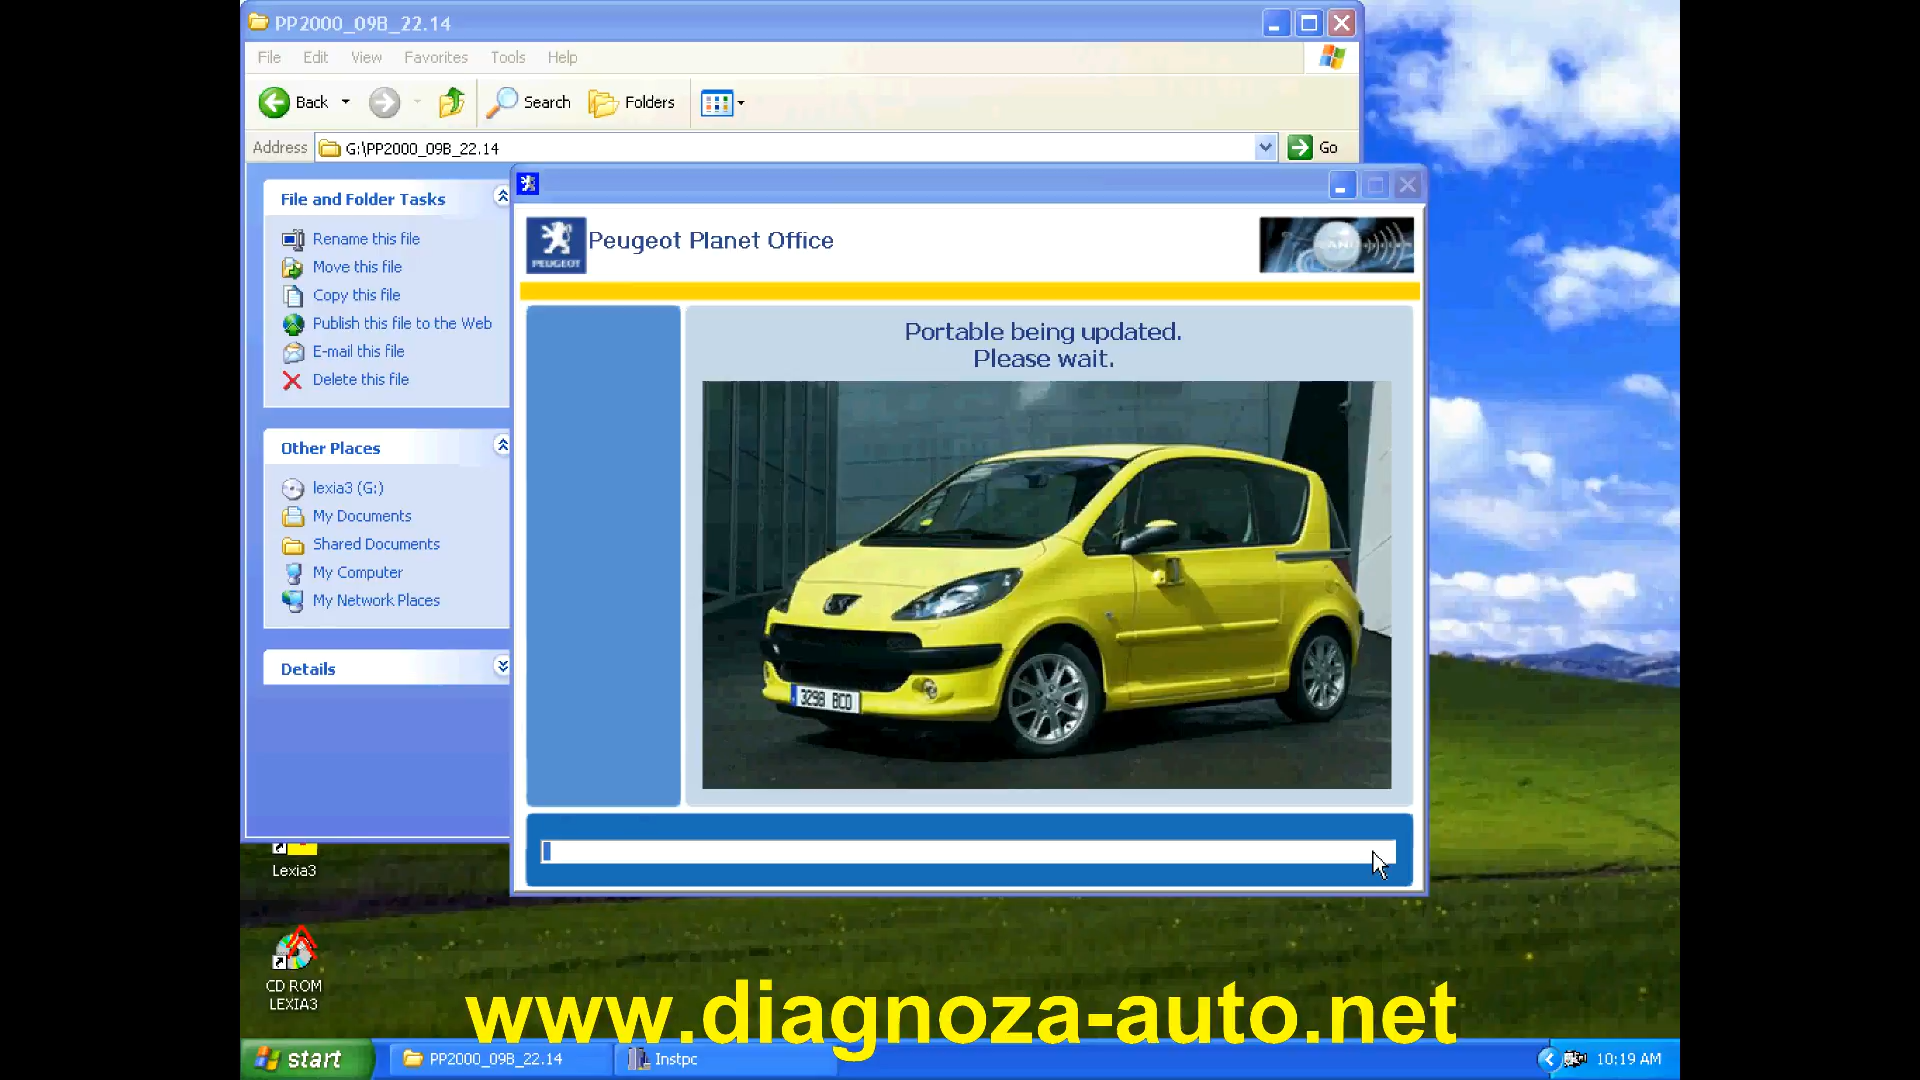 PP2000_09B_22.14
File Edit View Favorites Tools Help
Back Search Folders
Address G:\PP2000_09B_22.14 Go
File and Folder Tasks
Rename this file
Move this file
Copy this file
Publish this file to the Web
E-mail this file
Delete this file
Other Places
lexia3 (G:)
My Documents
Shared Documents
My Computer
My Network Places
Details
PEUGEOT
Peugeot Planet Office
Portable being updated.
Please wait.
3298 BCO
Lexia3
CD ROM
LEXIA3
www.diagnoza-auto.net
start PP2000_09B_22.14 Instpc 10:19 AM